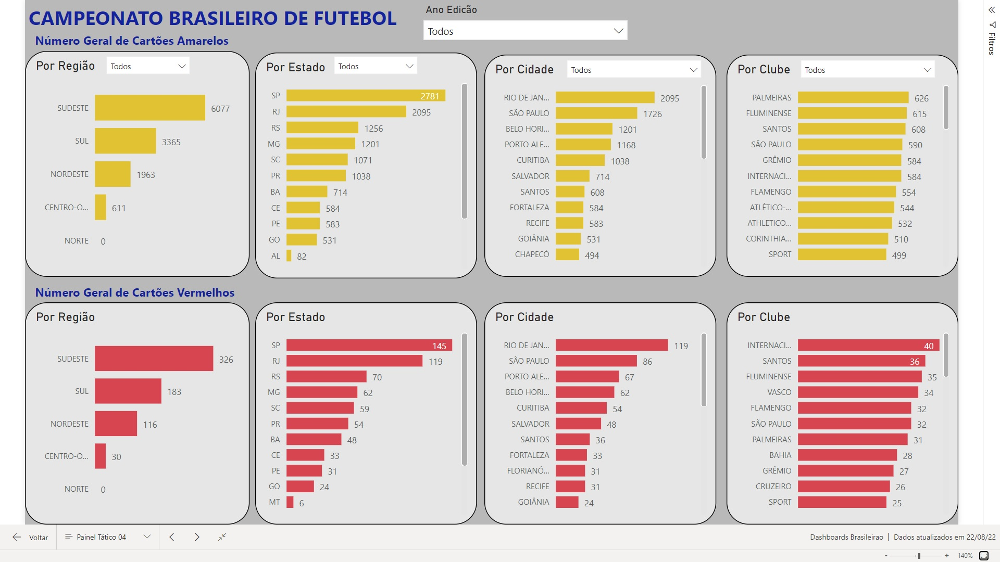 CAMPEONATO BRASILEIRO DE FUTEBOL
Ano Edição
Todos
Filtros
Número Geral de Cartões Amarelos
Por Região
Todos
SUDESTE 6077
SUL 3365
NORDESTE 1963
CENTRO-O... 611
NORTE 0
Por Estado
Todos
SP 2781
RJ 2095
RS 1256
MG 1201
SC 1071
PR 1038
BA 714
CE 584
PE 583
GO 531
AL 82
Por Cidade
Todos
RIO DE JAN... 2095
SÃO PAULO 1726
BELO HORI... 1201
PORTO ALE... 1168
CURITIBA 1038
SALVADOR 714
SANTOS 608
FORTALEZA 584
RECIFE 583
GOIÂNIA 531
CHAPECÓ 494
Por Clube
Todos
PALMEIRAS 626
FLUMINENSE 615
SANTOS 608
SÃO PAULO 590
GRÊMIO 584
INTERNACI... 584
FLAMENGO 554
ATLÉTICO-... 544
ATHLETICO... 532
CORINTHIA... 510
SPORT 499
Número Geral de Cartões Vermelhos
Por Região
SUDESTE 326
SUL 183
NORDESTE 116
CENTRO-O... 30
NORTE 0
Por Estado
SP 145
RJ 119
RS 70
MG 62
SC 59
PR 54
BA 48
CE 33
PE 31
GO 24
MT 6
Por Cidade
RIO DE JAN... 119
SÃO PAULO 86
PORTO ALE... 67
BELO HORI... 62
CURITIBA 54
SALVADOR 48
SANTOS 36
FORTALEZA 33
FLORIANÓ... 31
RECIFE 31
GOIÂNIA 24
Por Clube
INTERNACI... 40
SANTOS 36
FLUMINENSE 35
VASCO 34
FLAMENGO 32
SÃO PAULO 32
PALMEIRAS 31
BAHIA 28
GRÊMIO 27
CRUZEIRO 26
SPORT 25
Voltar
Painel Tático 04
Dashboards Brasileirao | Dados atualizados em 22/08/22
- + 140%